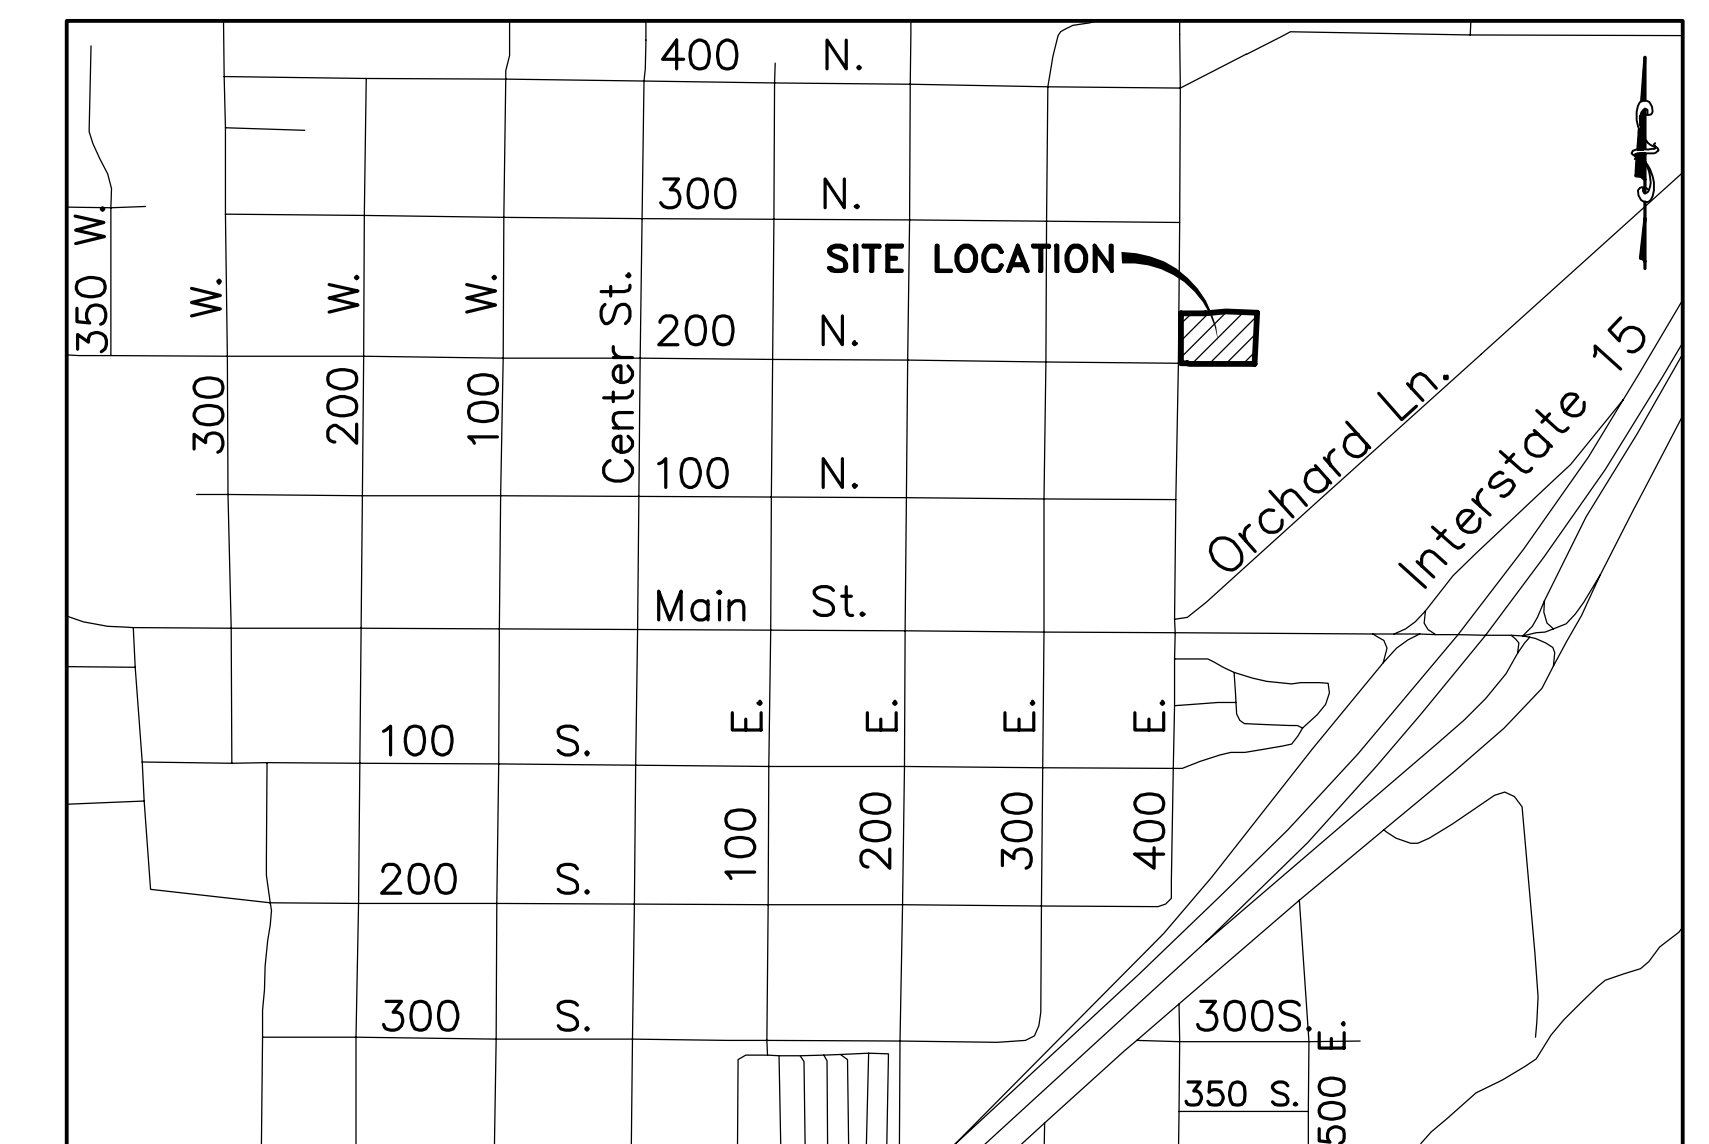 400 N.
300 N.
350 W.
SITE LOCATION
300 W.
200 W.
100 W.
Center St.
200 N.
Interstate 15
Orchard Ln.
100 N.
Main St.
100 S.
100 E.
200 E.
300 E.
400 E.
200 S.
300 S.
300S.
350 S.
500 E.